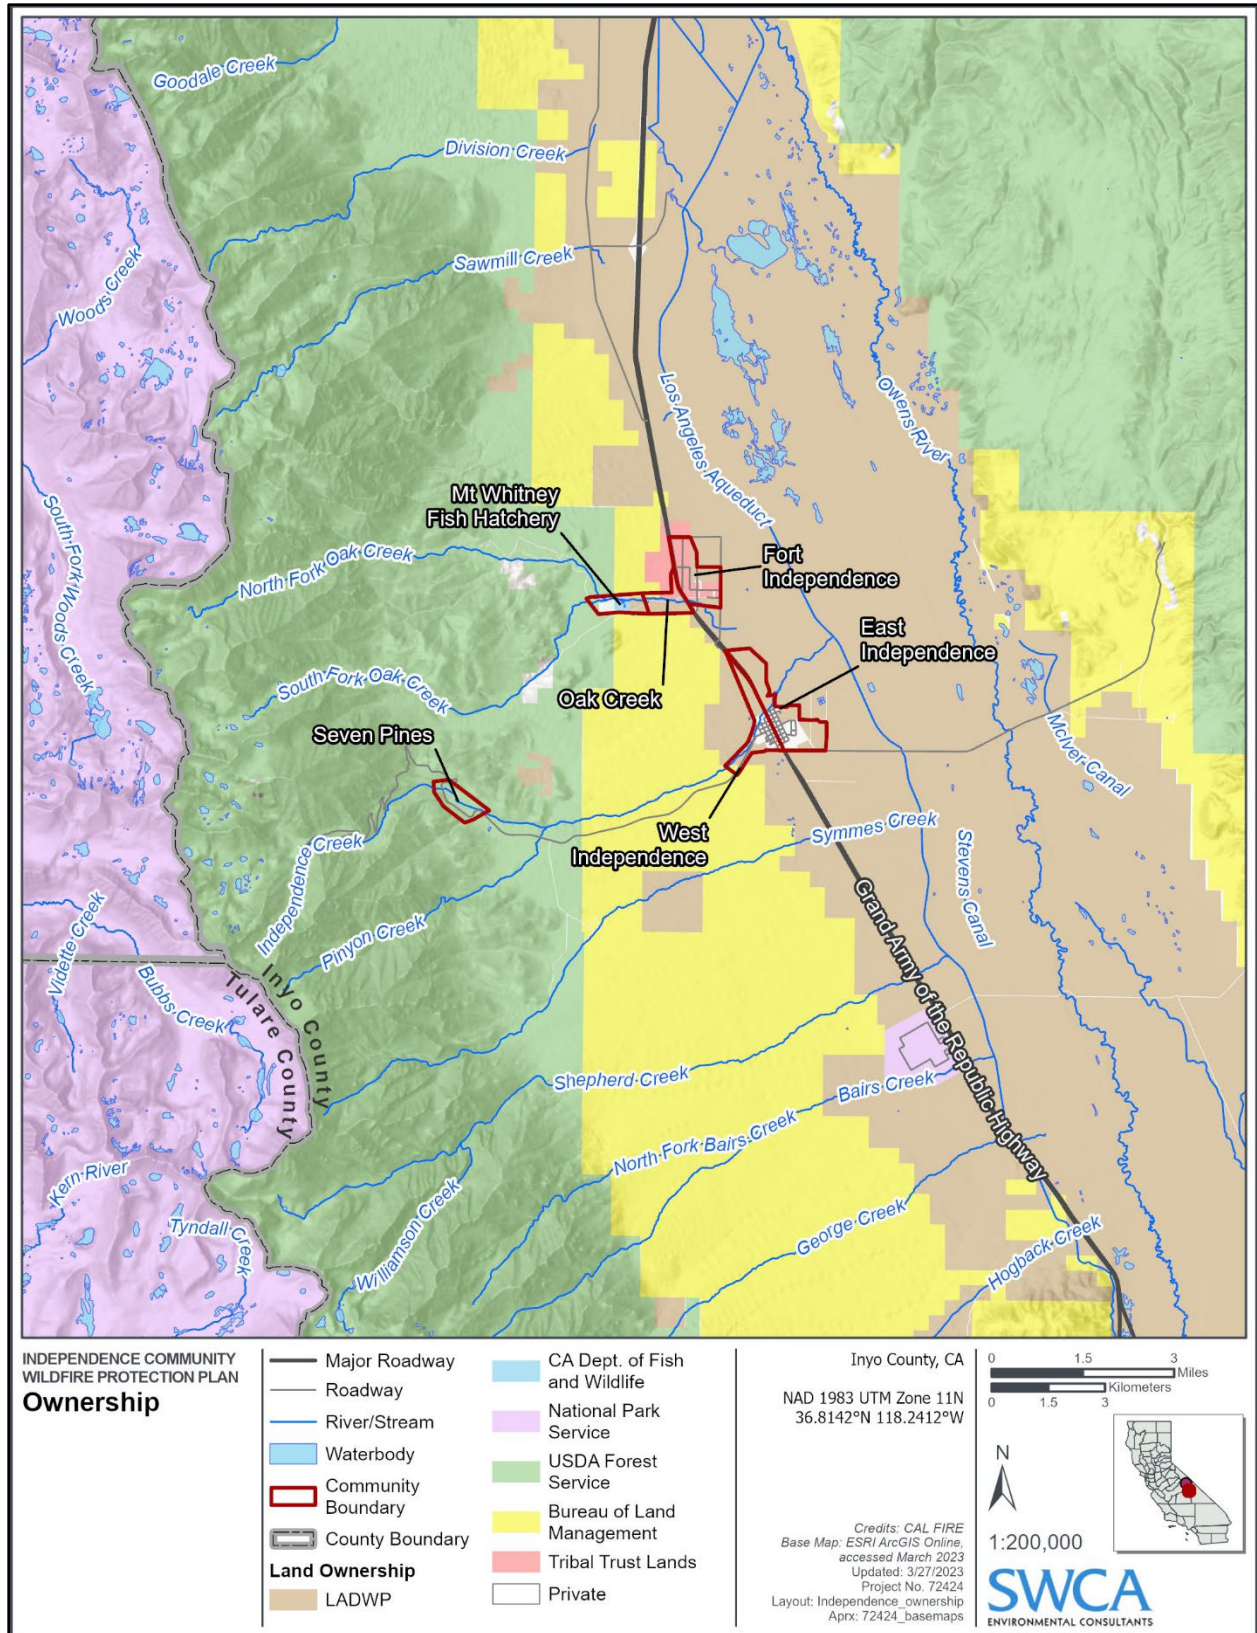 Goodale Creek
Division Creek
Sawmill Creek
Woods Creek
Los Angeles Aqueduct
Owens River
South Fork Woods Creek
Mt Whitney
Fish Hatchery
North Fork Oak Creek
Fort
Independence
East
Independence
South Fork Oak Creek
Oak Creek
Seven Pines
McIver Canal
West
Independence
Symmes Creek
Stevens Canal
Independence Creek
Pinyon Creek
Vidette Creek
Bubbs Creek
Inyo County
Tulare County
Grand Army of the Republic Highway
Shepherd Creek
Bairs Creek
North Fork Bairs Creek
Kern River
Tyndall Creek
Williamson Creek
George Creek
Hogback Creek
INDEPENDENCE COMMUNITY
WILDFIRE PROTECTION PLAN
Ownership
Major Roadway
Roadway
River/Stream
Waterbody
Community
Boundary
County Boundary
Land Ownership
LADWP
CA Dept. of Fish
and Wildlife
National Park
Service
USDA Forest
Service
Bureau of Land
Management
Tribal Trust Lands
Private
Inyo County, CA
NAD 1983 UTM Zone 11N
36.8142°N 118.2412°W
Credits: CAL FIRE
Base Map: ESRI ArcGIS Online,
accessed March 2023
Updated: 3/27/2023
Project No. 72424
Layout: Independence_ownership
Aprx: 72424_basemaps
0 1.5 3
Miles
Kilometers
0 1.5 3
N
1:200,000
SWCA
ENVIRONMENTAL CONSULTANTS